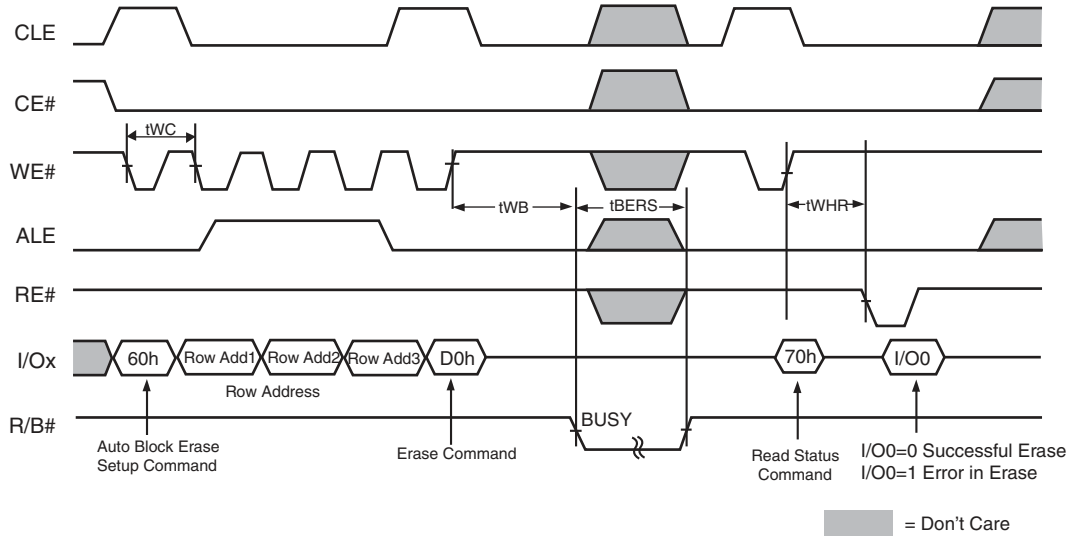 CLE
CE#
tWC
WE#
tWB
tBERS
tWHR
ALE
RE#
I/Ox
60h
Row Add1
Row Add2
Row Add3
D0h
70h
I/O0
Row Address
R/B#
BUSY
Auto Block Erase
Setup Command
Erase Command
Read Status
Command
I/O0=0 Successful Erase
I/O0=1 Error in Erase
= Don't Care